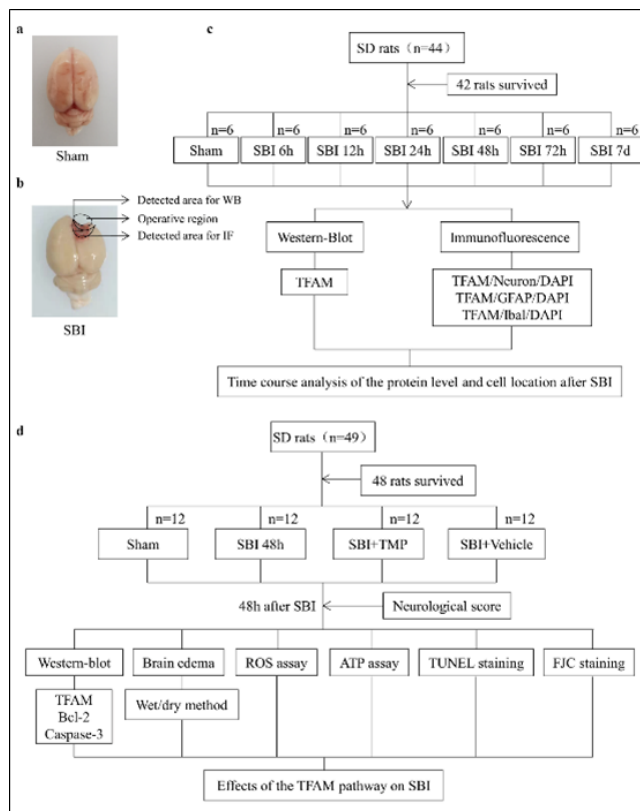 a
Sham
b
Detected area for WB
Operative region
Detected area for IF
SBI
c
SD rats (n=44)
42 rats survived
n=6 n=6 n=6 n=6 n=6 n=6 n=6
Sham SBI 6h SBI 12h SBI 24h SBI 48h SBI 72h SBI 7d
Western-Blot Immunofluorescence
TFAM
TFAM/Neuron/DAPI
TFAM/GFAP/DAPI
TFAM/Ibal/DAPI
Time course analysis of the protein level and cell location after SBI
d
SD rats (n=49)
48 rats survived
n=12 n=12 n=12 n=12
Sham SBI 48h SBI+TMP SBI+Vehicle
48h after SBI Neurological score
Western-blot Brain edema ROS assay ATP assay TUNEL staining FJC staining
TFAM
Bcl-2
Caspase-3
Wet/dry method
Effects of the TFAM pathway on SBI